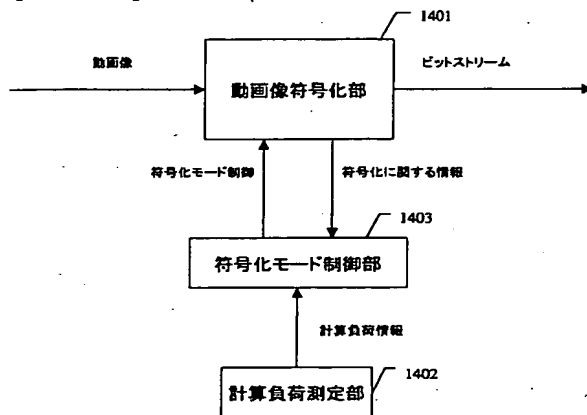 1401
動画像
動画像符号化部
ビットストリーム
符号化モード制御
符号化に関する情報
1403
符号化モード制御部
計算負荷情報
1402
計算負荷測定部